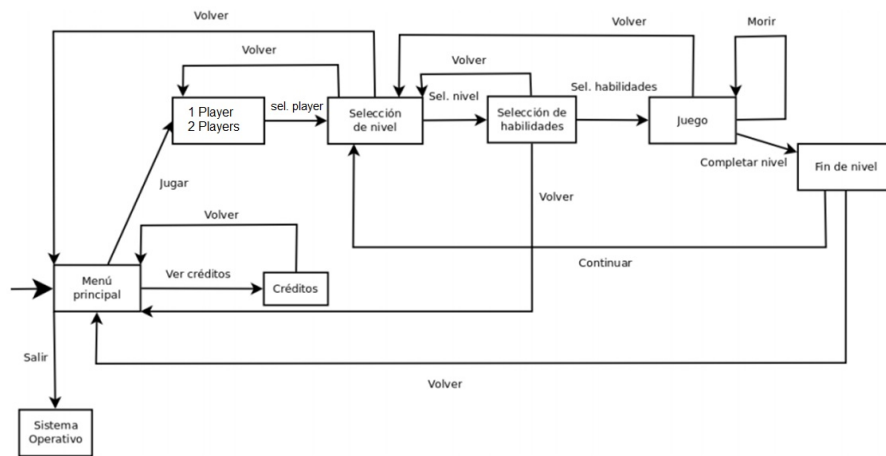 Volver
Volver
Morir
Volver
Volver
Sel. habilidades
Sel. nivel
1 Player
2 Players
sel. player
Selección
de nivel
Selección de
habilidades
Juego
Completar nivel
Fin de nivel
Jugar
Volver
Volver
Continuar
Menú
principal
Ver créditos
Créditos
Salir
Volver
Sistema
Operativo